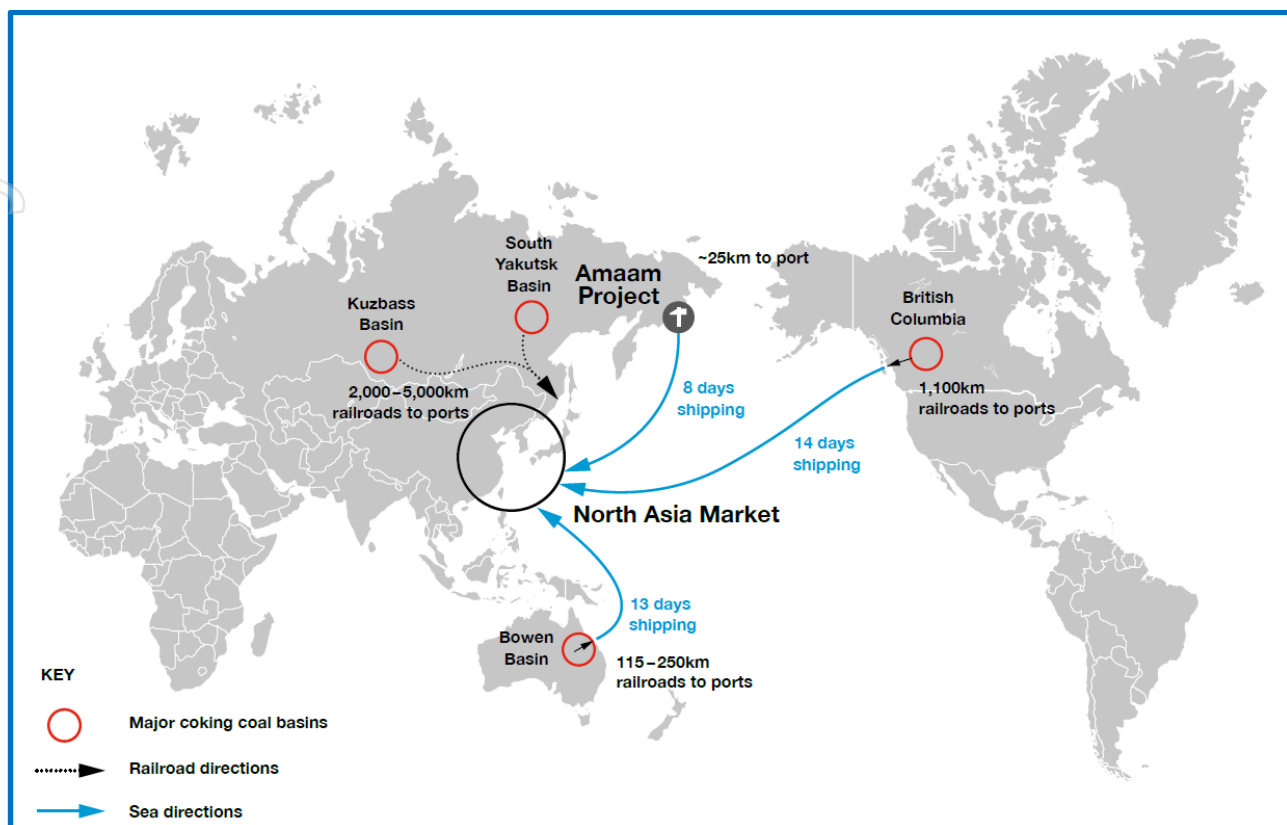 South
Yakutsk
Basin
Amaam
Project
~25km to port
Kuzbass
Basin
British
Columbia
2,000–5,000km
railroads to ports
8 days
shipping
1,100km
railroads to ports
14 days
shipping
North Asia Market
13 days
shipping
Bowen
Basin
115–250km
railroads to ports
KEY
Major coking coal basins
Railroad directions
Sea directions